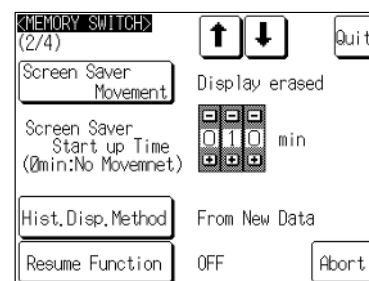 <MEMORY SWITCH>
(2/4)
Quit
Screen Saver
Movement
Display erased
Screen Saver
Start up Time
(0min:No Movemnet)
010 min
Hist.Disp.Method
From New Data
Resume Function
OFF
Abort